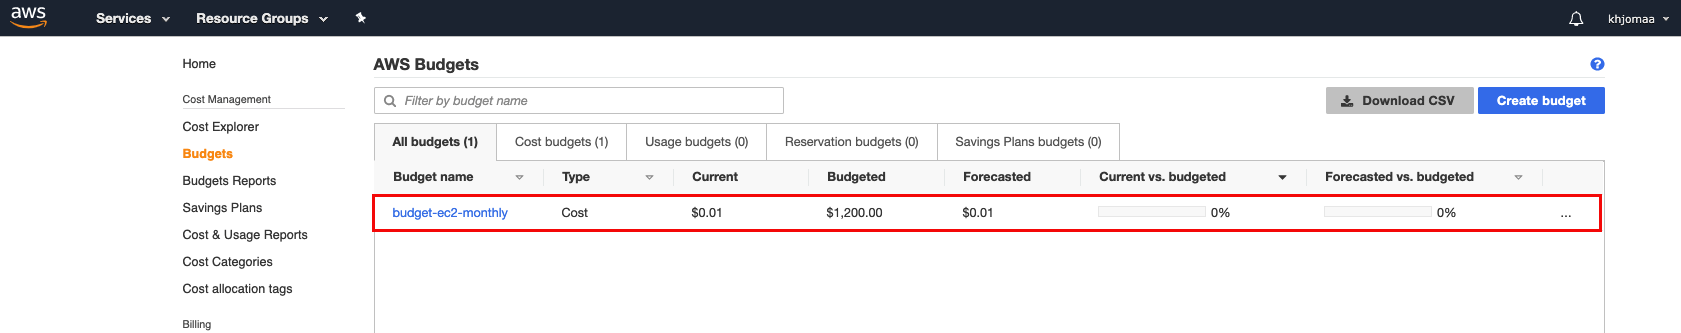 aws Services Resource Groups khjomaa
Home
Cost Management
Cost Explorer
Budgets
Budgets Reports
Savings Plans
Cost & Usage Reports
Cost Categories
Cost allocation tags
Billing
AWS Budgets ?
Filter by budget name Download CSV Create budget
All budgets (1) Cost budgets (1) Usage budgets (0) Reservation budgets (0) Savings Plans budgets (0)
Budget name Type Current Budgeted Forecasted Current vs. budgeted Forecasted vs. budgeted
budget-ec2-monthly Cost $0.01 $1,200.00 $0.01 0% 0% ...